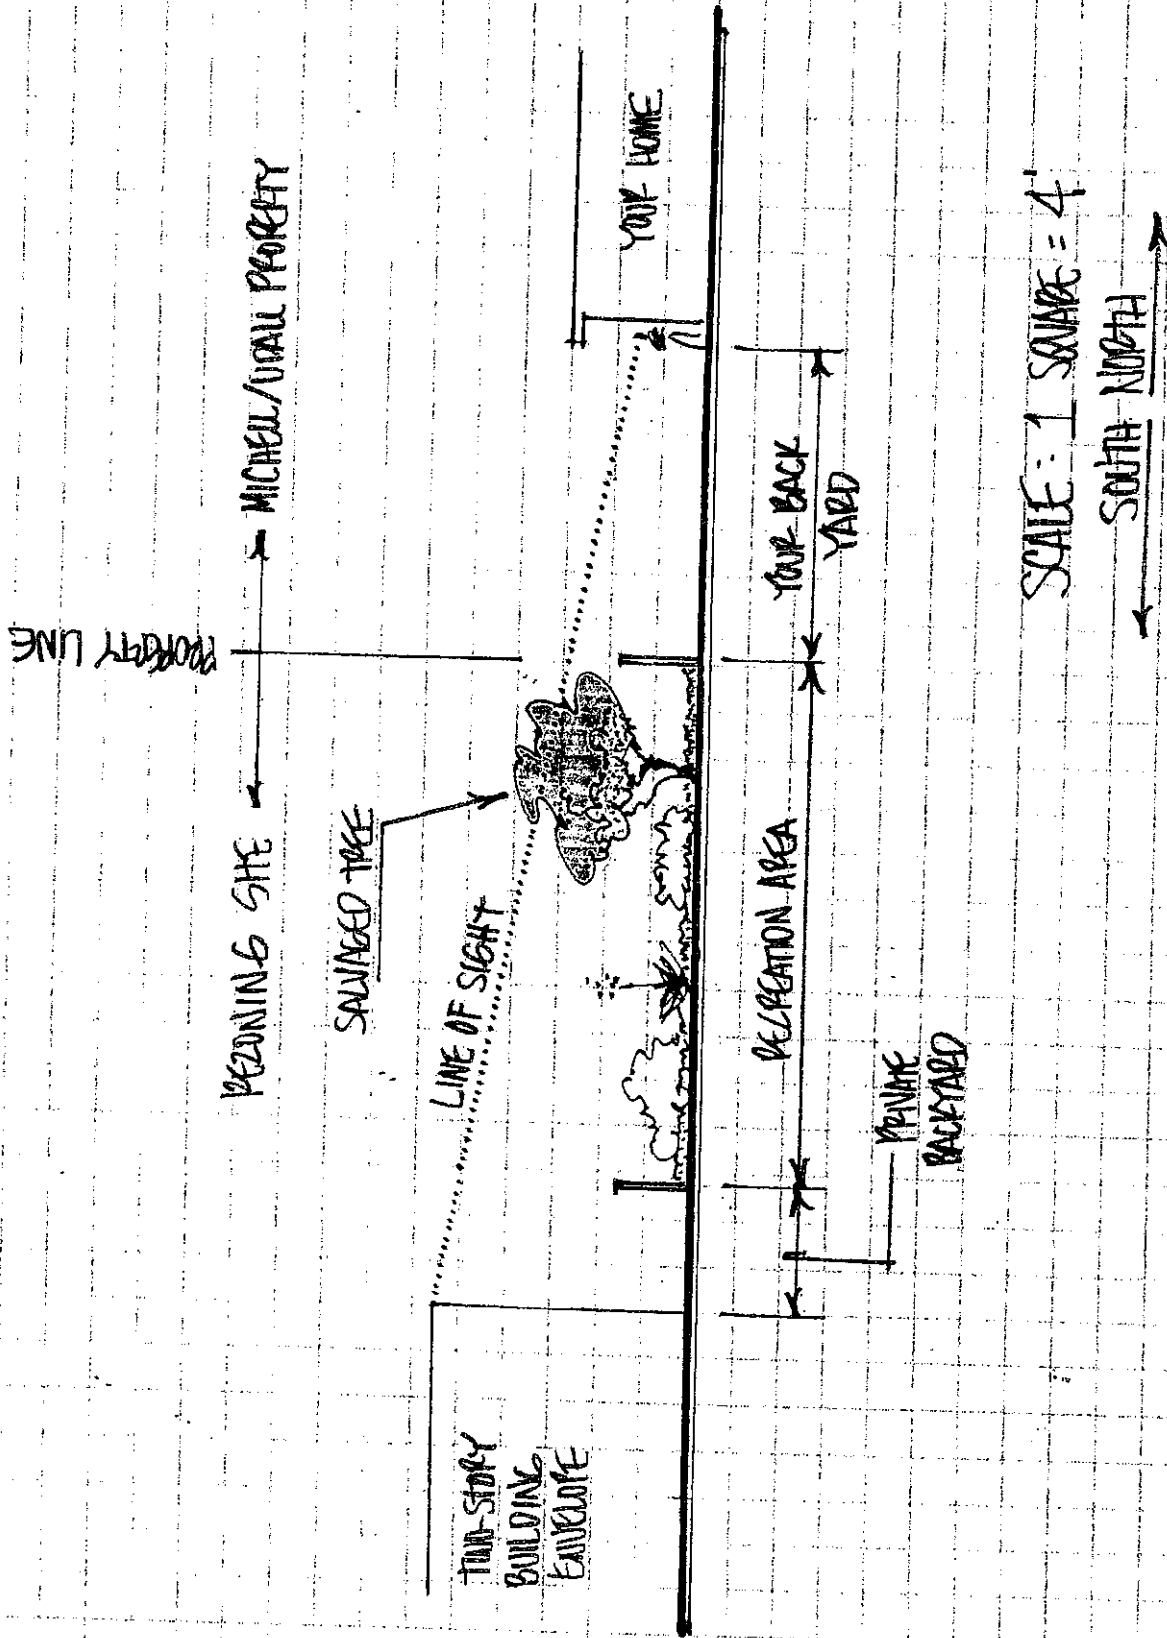 PROPERTY LINE
REZONING SITE
MICAELL/UDALL PROPERTY
SALVAGED TREE
LINE OF SIGHT
TWO-STORY
BUILDING
ENVELOPE
YOUR HOME
RECREATION AREA
YOUR BACK
YARD
PRIVATE
BACKYARD
SCALE: 1 SQUARE = 4'
SOUTH NORTH